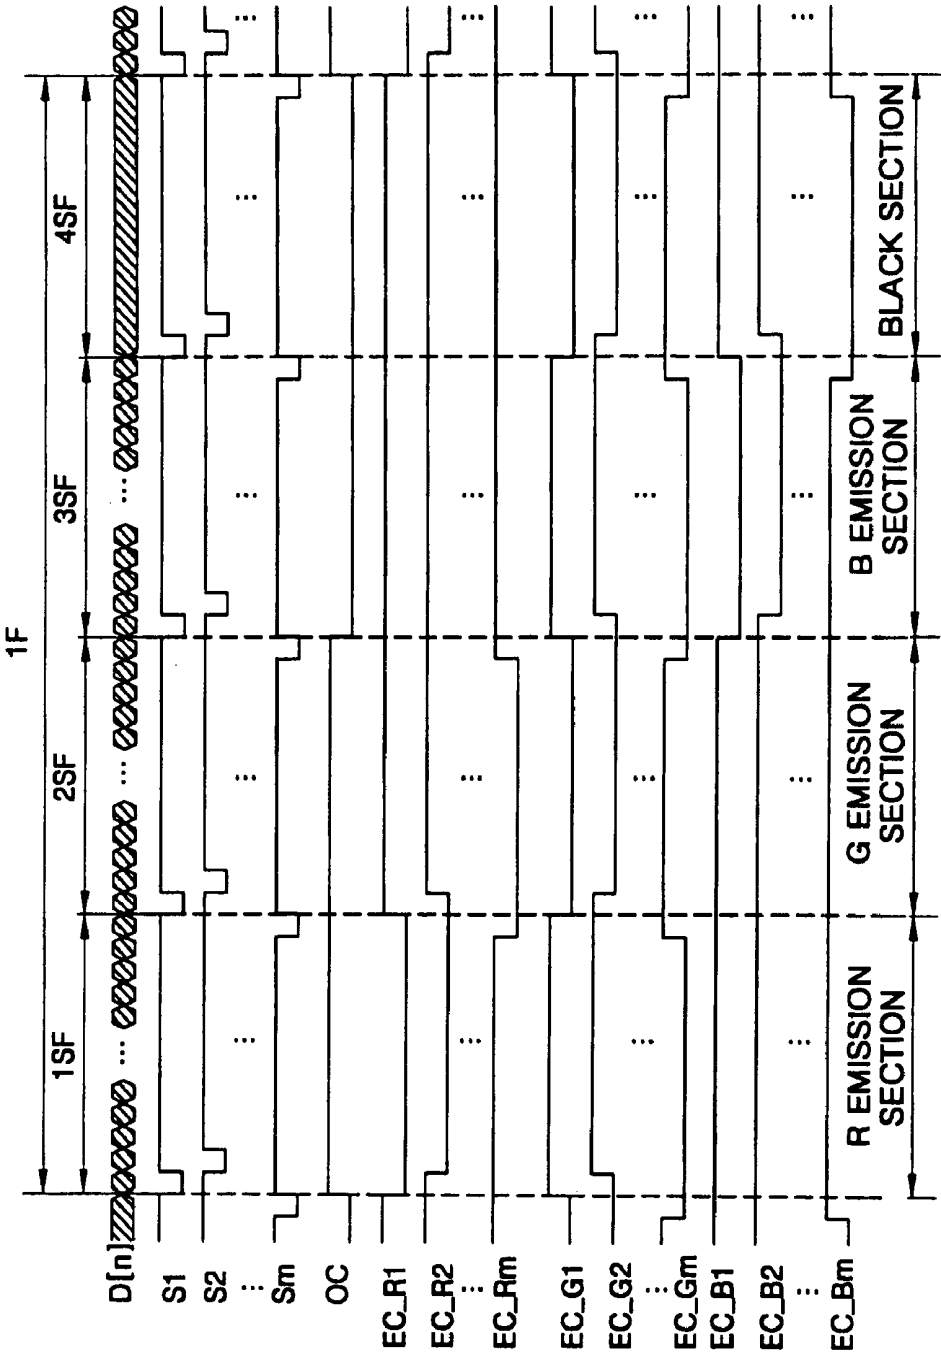 1F
1SF
2SF
3SF
4SF
D[n]
...
...
...
S1
S2
...
...
...
...
...
...
Sm
OC
EC_R1
EC_R2
...
...
...
...
...
...
EC_Rm
EC_G1
EC_G2
...
...
...
...
...
...
EC_Gm
EC_B1
EC_B2
...
...
...
...
...
...
EC_Bm
R EMISSION
SECTION
G EMISSION
SECTION
B EMISSION
SECTION
BLACK SECTION